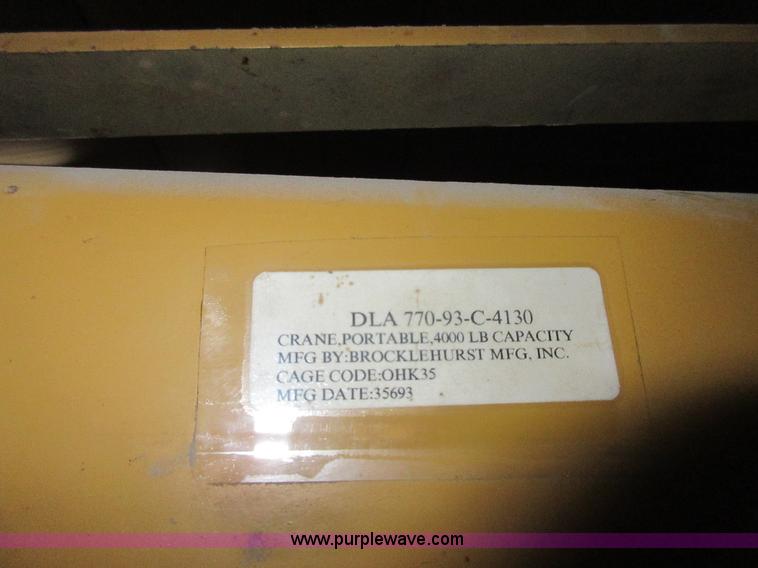 DLA 770-93-C-4130
CRANE,PORTABLE,4000 LB CAPACITY
MFG BY:BROCKLEHURST MFG, INC.
CAGE CODE:OHK35
MFG DATE:35693
www.purplewave.com